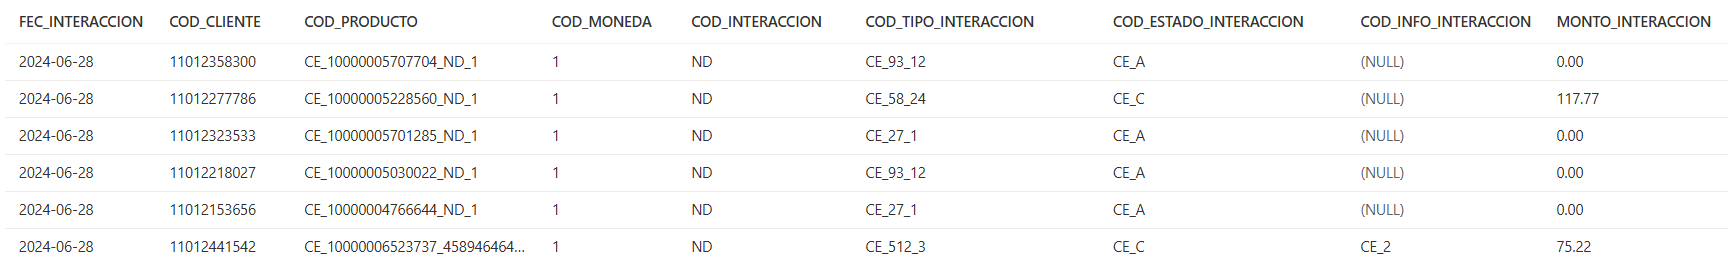 FEC_INTERACCION COD_CLIENTE COD_PRODUCTO COD_MONEDA COD_INTERACCION COD_TIPO_INTERACCION COD_ESTADO_INTERACCION COD_INFO_INTERACCION MONTO_INTERACCION
2024-06-28 11012358300 CE_10000005707704_ND_1 1 ND CE_93_12 CE_A (NULL) 0.00
2024-06-28 11012277786 CE_10000005228560_ND_1 1 ND CE_58_24 CE_C (NULL) 117.77
2024-06-28 11012323533 CE_10000005701285_ND_1 1 ND CE_27_1 CE_A (NULL) 0.00
2024-06-28 11012218027 CE_10000005030022_ND_1 1 ND CE_93_12 CE_A (NULL) 0.00
2024-06-28 11012153656 CE_10000004766644_ND_1 1 ND CE_27_1 CE_A (NULL) 0.00
2024-06-28 11012441542 CE_10000006523737_458946464... 1 ND CE_512_3 CE_C CE_2 75.22